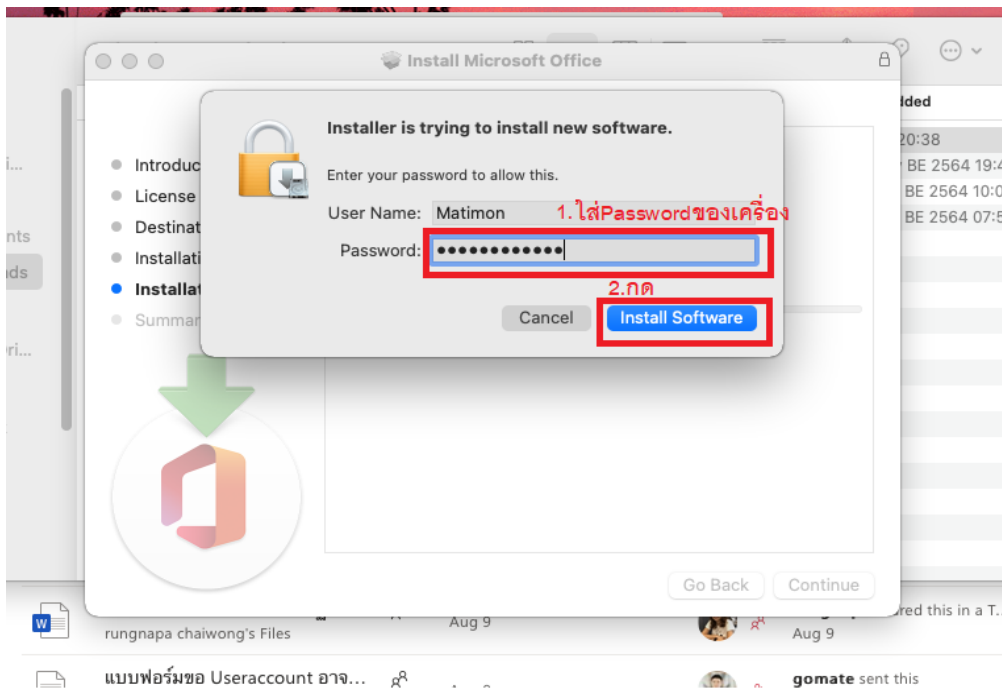 Install Microsoft Office
dded
Installer is trying to install new software.
20:38
Introduc
Enter your password to allow this.
BE 2564 19:4
License
BE 2564 10:0
User Name: Matimon
1.ใส่Passwordของเครื่อง
BE 2564 07:5
Destinat
nts
Password:
Installati
ads
Installat
2.กด
Summar
Cancel
Install Software
Go Back
Continue
W
rungnapa chaiwong's Files
Aug 9
red this in a T...
Aug 9
แบบฟอร์มขอ Useraccount อาจ...
gomate sent this